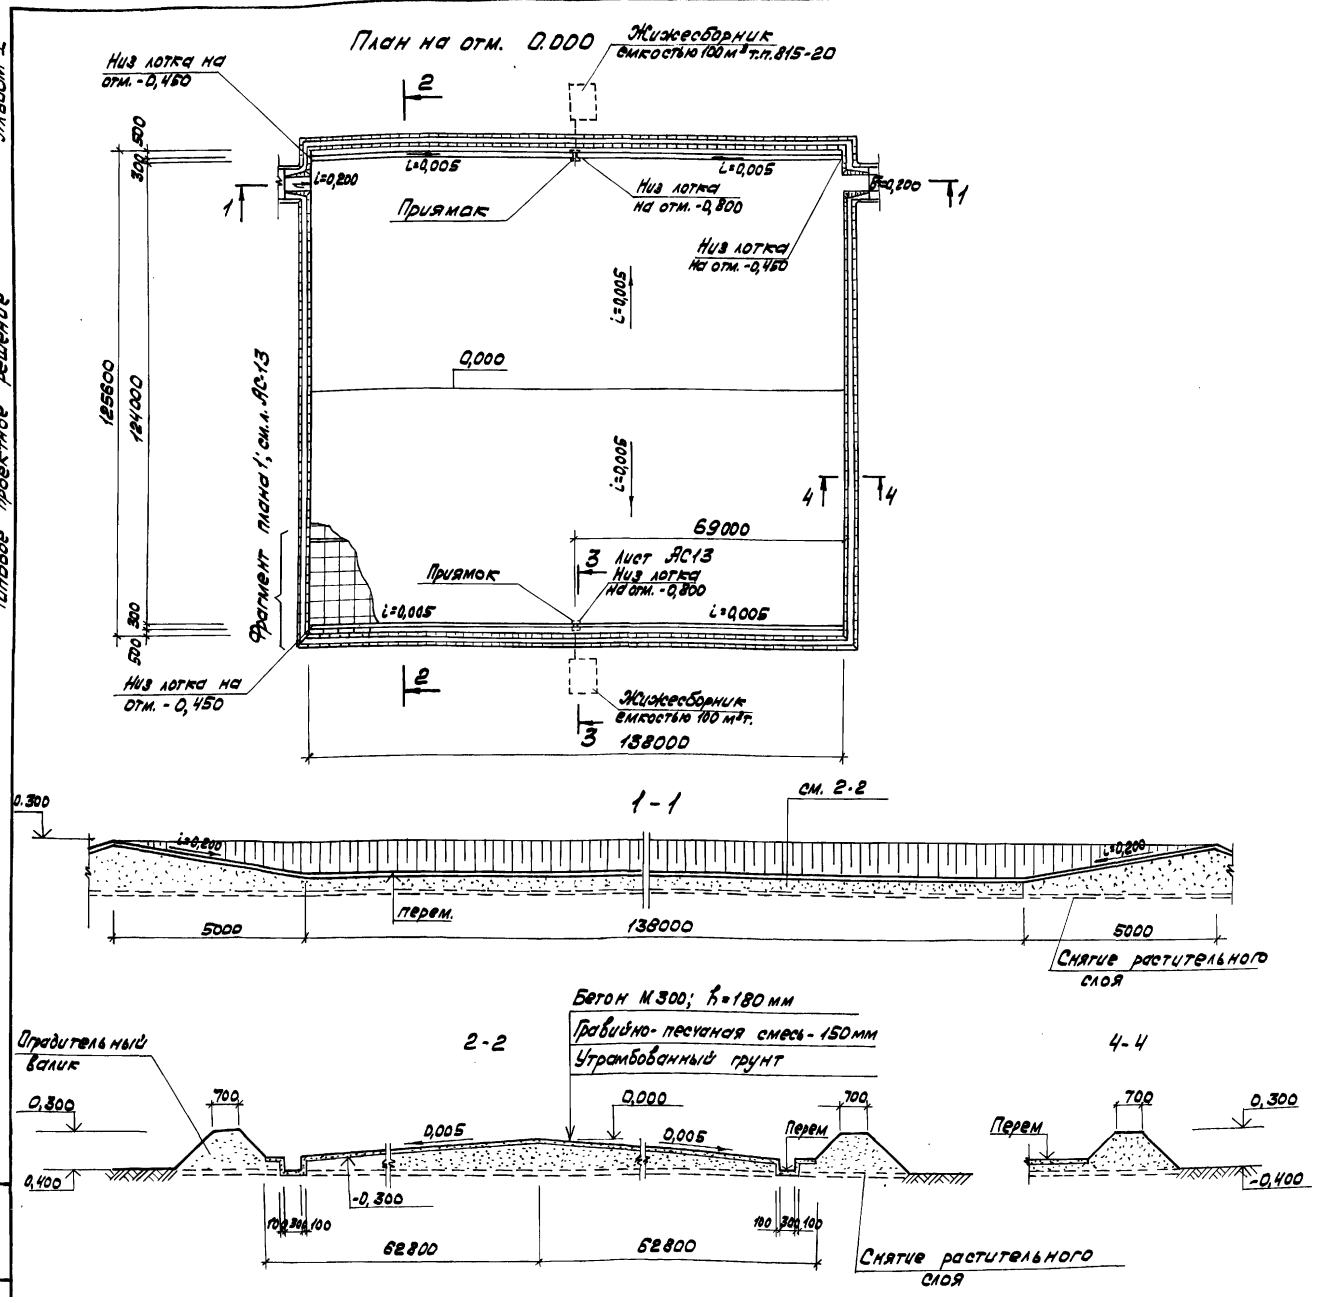 План на отм. 0.000
Жижесборник
емкостью 100 м³ т.п. 815-20
Низ лотка на
отм. -0,450
2
500
300
i=0,005
i=0,005
i=0,200
i=0,200
1
1
Приямок
Низ лотка
на отм. -0,800
Низ лотка
на отм. -0,450
i=0,005
0,000
125600
124000
Фрагмент плана 1; см.л. АС-13
типовое проектное решение
i=0,005
4
4
69000
3
Лист АС13
Приямок
Низ лотка
на отм. -0,800
i=0,005
i=0,005
300
500
Низ лотка на
отм. -0,450
2
Жижесборник
емкостью 100 м³ т.
3
138000
0.300
1-1
см. 2-2
i=0,200
i=0,200
перем.
5000
138000
5000
Снятие растительного
слоя
Бетон М300; h=180 мм
Гравийно-песчаная смесь-150мм
Утрамбованный грунт
2-2
4-4
Оградительный
валик
700
700
700
0,300
0,000
0,300
0,005
0,005
Перем
Перем
0,400
-0,300
-0,400
100 300 100
100 300 100
62800
62800
Снятие растительного
слоя